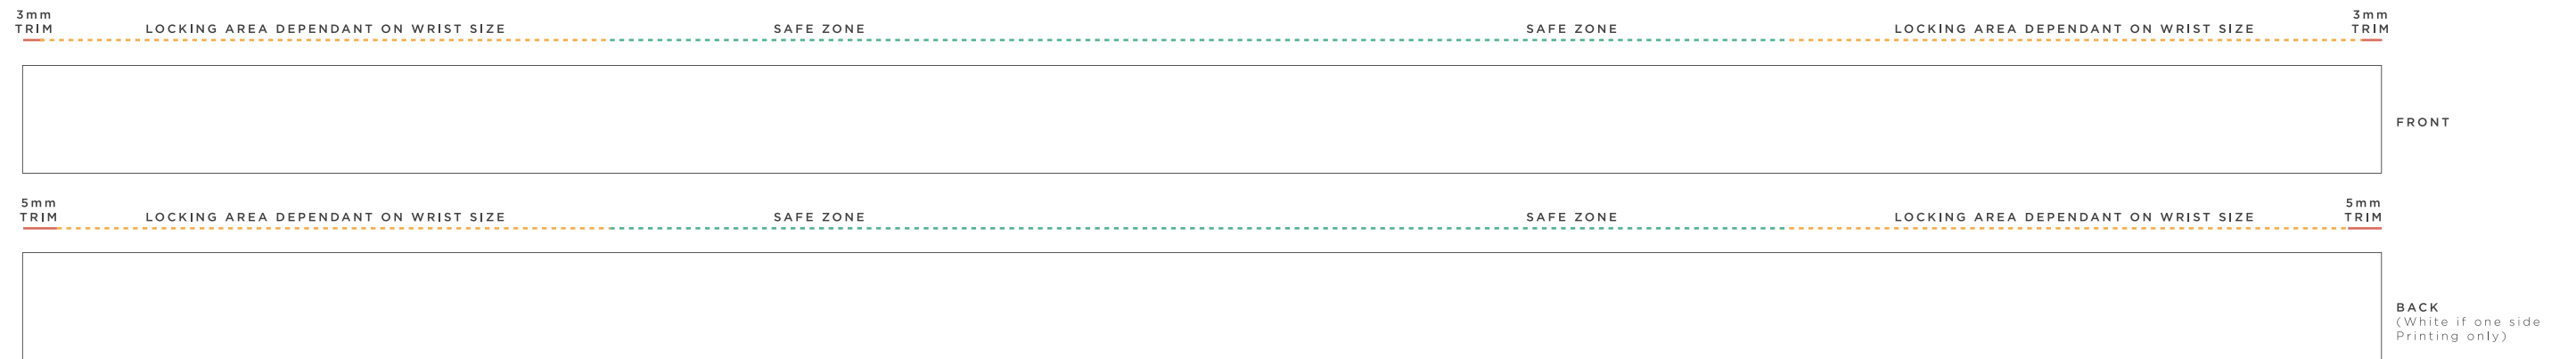 3mm
TRIM
LOCKING AREA DEPENDANT ON WRIST SIZE
SAFE ZONE
SAFE ZONE
LOCKING AREA DEPENDANT ON WRIST SIZE
3mm
TRIM
FRONT
5mm
TRIM
LOCKING AREA DEPENDANT ON WRIST SIZE
SAFE ZONE
SAFE ZONE
LOCKING AREA DEPENDANT ON WRIST SIZE
5mm
TRIM
BACK
(White if one side
Printing only)